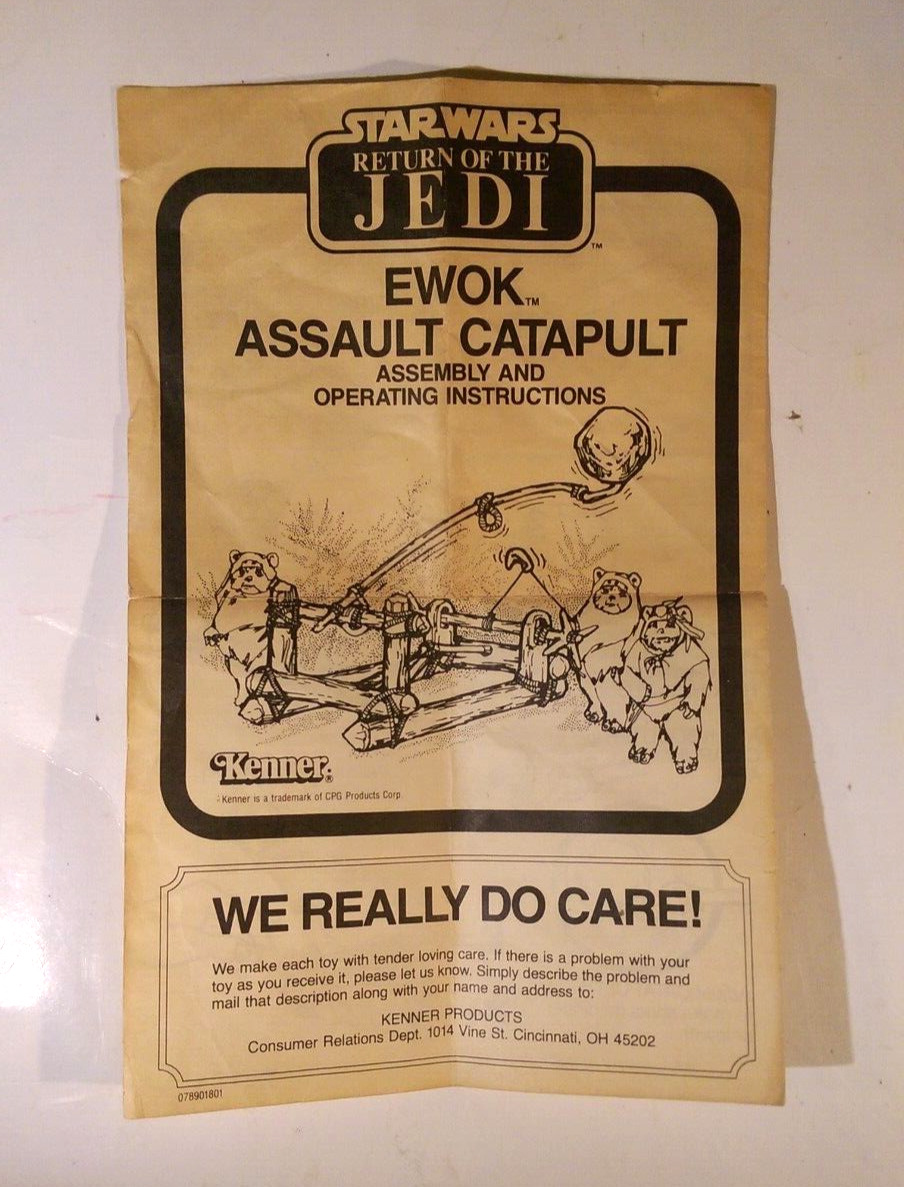 STAR WARS
RETURN OF THE
JEDI
TM
EWOK TM
ASSAULT CATAPULT
ASSEMBLY AND
OPERATING INSTRUCTIONS
Kenner®
Kenner is a trademark of CPG Products Corp
WE REALLY DO CARE!
We make each toy with tender loving care. If there is a problem with your
toy as you receive it, please let us know. Simply describe the problem and
mail that description along with your name and address to:
KENNER PRODUCTS
Consumer Relations Dept. 1014 Vine St. Cincinnati, OH 45202
078901801